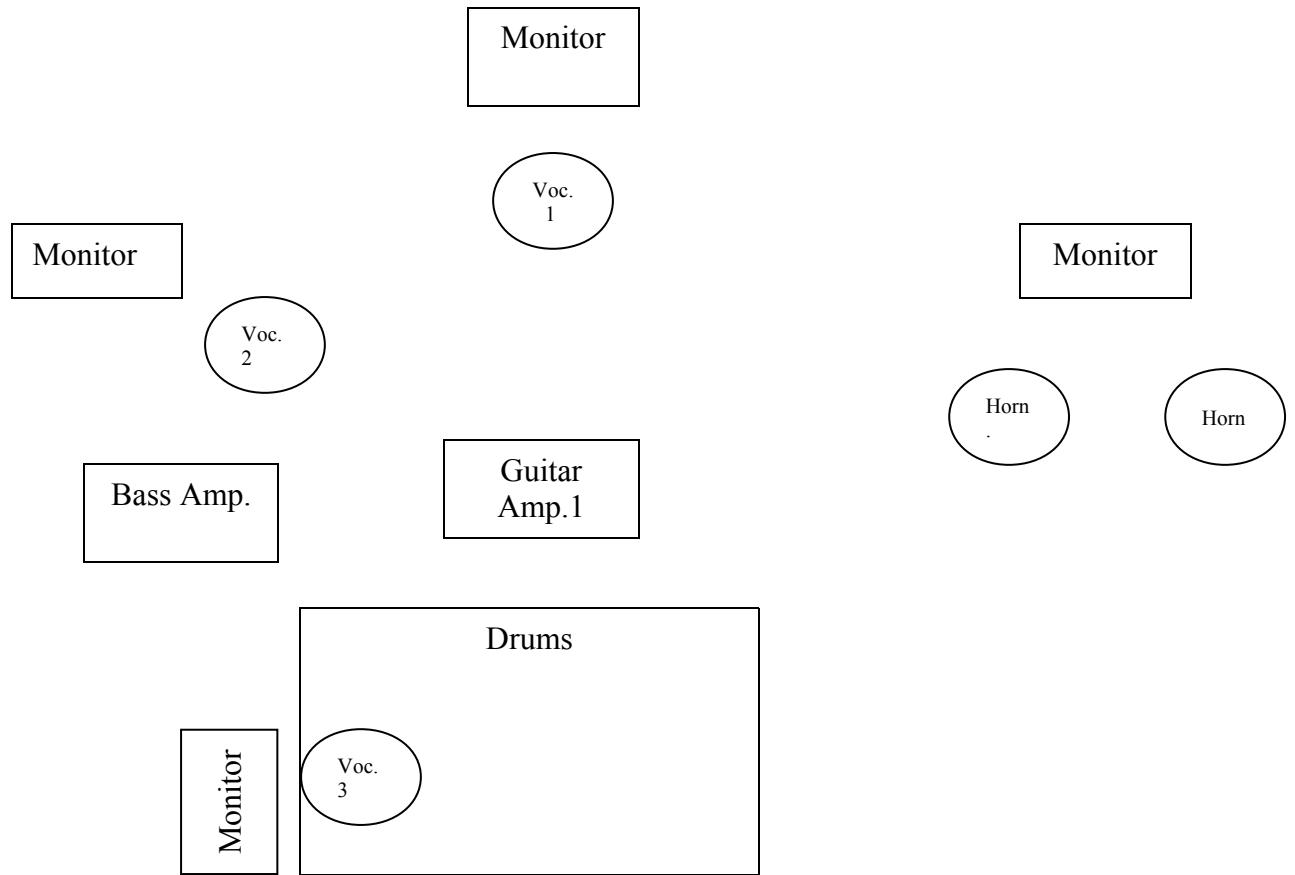 Monitor
Voc.
1
Monitor
Monitor
Voc.
2
Horn
.
Horn
Bass Amp.
Guitar
Amp.1
Drums
Monitor
Voc.
3